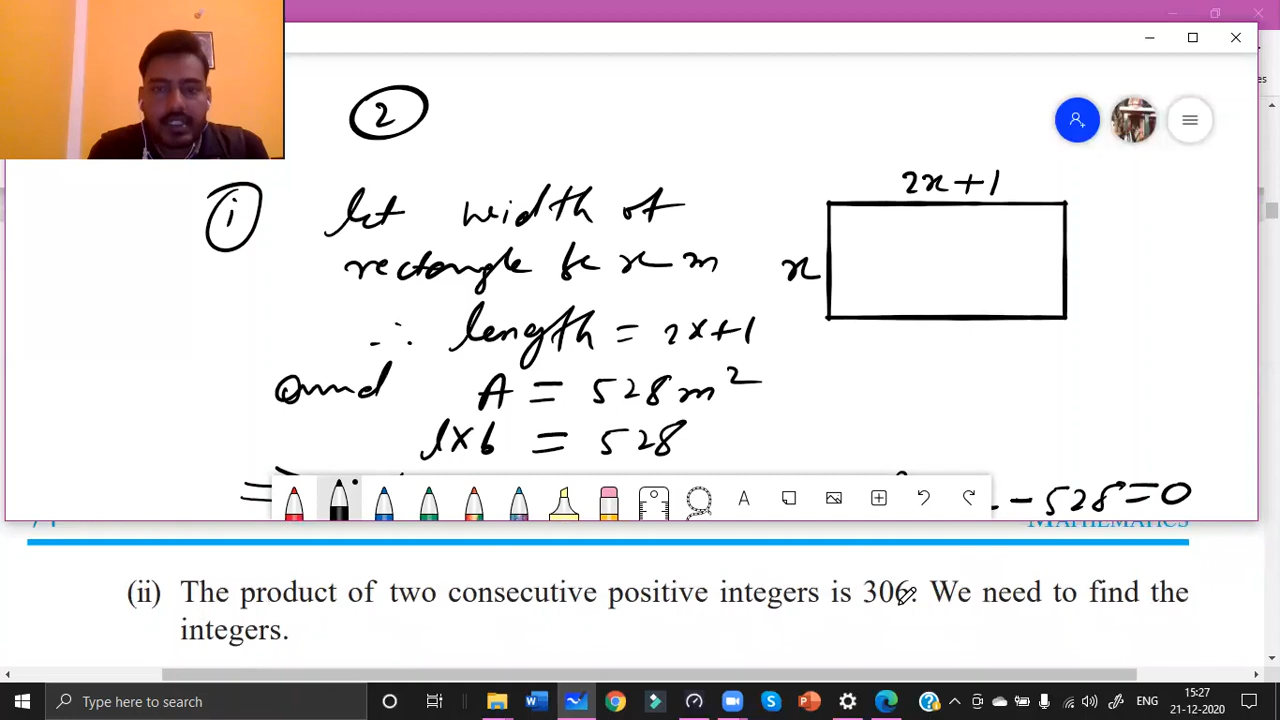 2
i
let width of
rectangle be x m
2x+1
x
∴ length = 2x+1
and A = 528 m²
l×b = 528
- 528 = 0
MATHEMATICS
(ii) The product of two consecutive positive integers is 306. We need to find the
integers.
Type here to search
ENG
15:27
21-12-2020